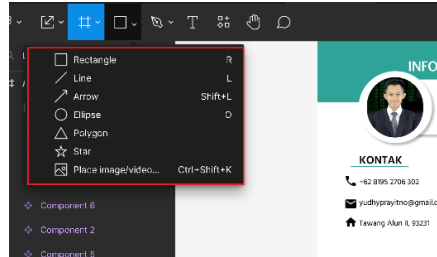 T
Rectangle R
Line L
Arrow Shift+L
Ellipse O
Polygon
Star
Place image/video... Ctrl+Shift+K
Component 6
Component 2
Component 5
INFO
KONTAK
+62 8195 2706 302
yudhyprayitno@gmail.c
Tawang Alun II, 93231